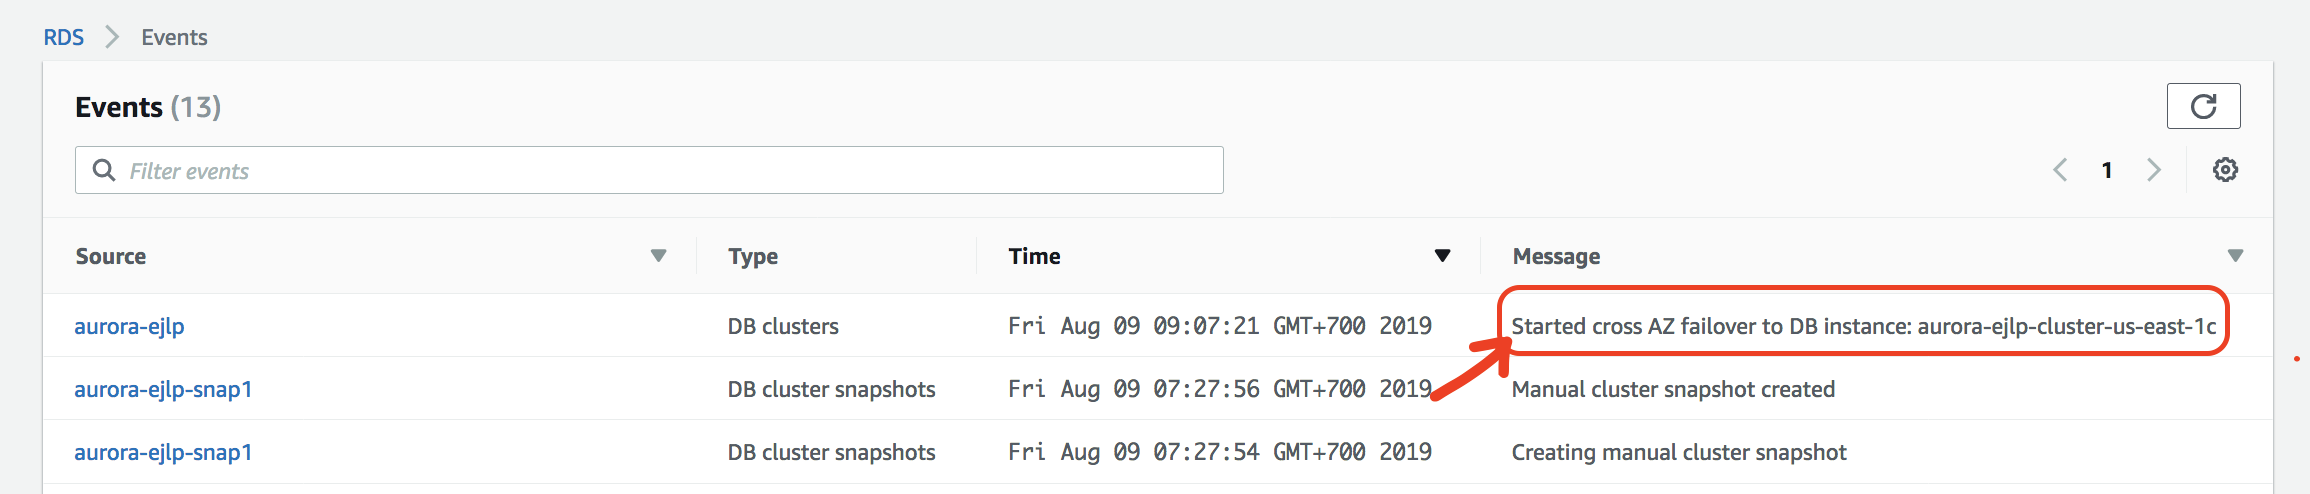 RDS Events
Events (13)
Filter events
1
Source Type Time Message
aurora-ejlp DB clusters Fri Aug 09 09:07:21 GMT+700 2019 Started cross AZ failover to DB instance: aurora-ejlp-cluster-us-east-1c
aurora-ejlp-snap1 DB cluster snapshots Fri Aug 09 07:27:56 GMT+700 2019 Manual cluster snapshot created
aurora-ejlp-snap1 DB cluster snapshots Fri Aug 09 07:27:54 GMT+700 2019 Creating manual cluster snapshot